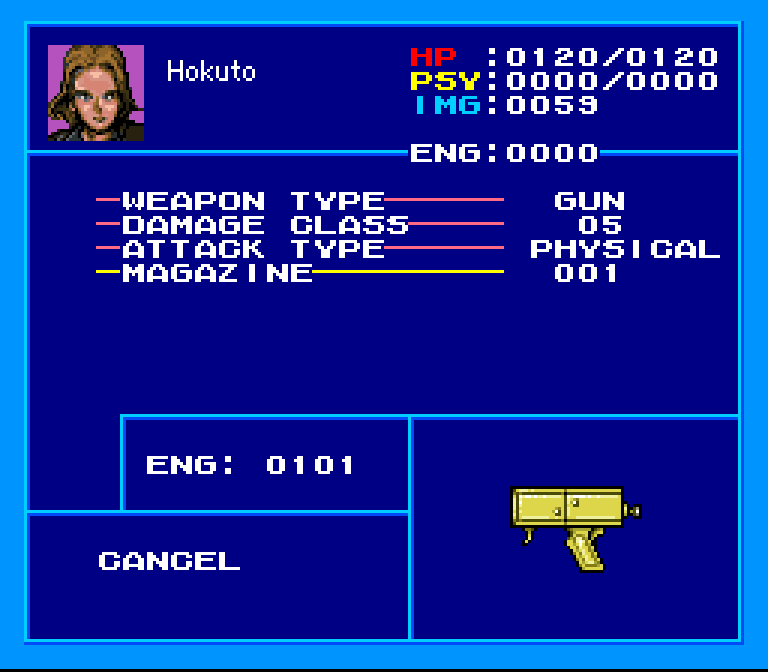 Hokuto
HP :0120/0120
PSY:0000/0000
IMG:0059
ENG:0000
WEAPON TYPE GUN
DAMAGE CLASS 05
ATTACK TYPE PHYSICAL
MAGAZINE 001
ENG: 0101
CANCEL